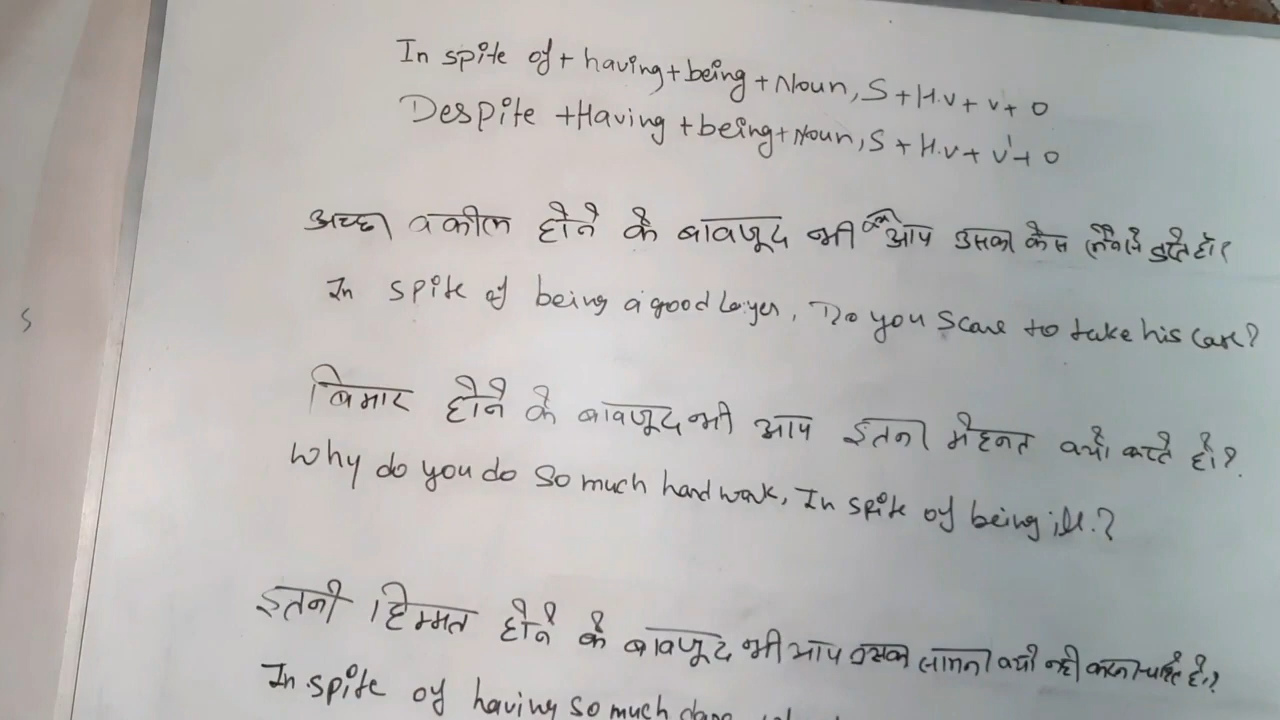 In spite of + having + being + Noun, S + H.V + V + O
Despite + Having + being + Noun, S + H.V + V' + O
अच्छा वकील होने के बावजूद भी क्या आप उसका केस लेने से डरते हो?
In spite of being a good Layer, Do you scare to take his case?
बिमार होने के बावजूद भी आप इतना मेहनत क्यों करते हो?
Why do you do so much hard work, In spite of being ill.?
इतनी हिम्मत होने के बावजूद भी आप उसका सामना क्यों नही करना चाहते हो?
In spite of having so much
S